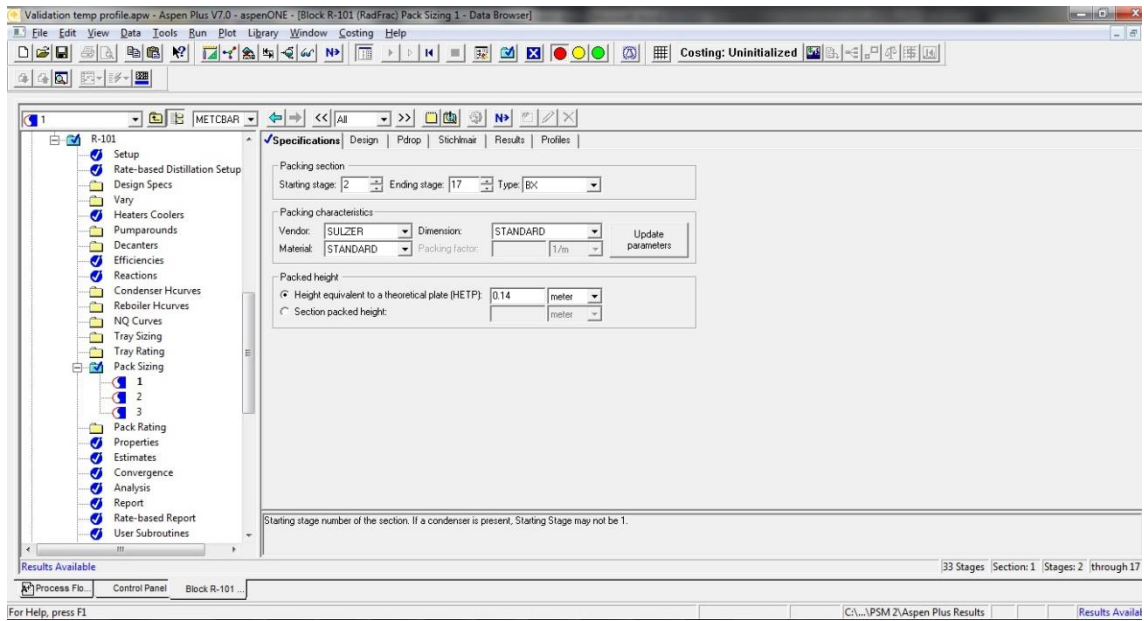 Validation temp profile.apw - Aspen Plus V7.0 - aspenONE - [Block R-101 (RadFrac) Pack Sizing 1 - Data Browser]
File Edit View Data Tools Run Plot Library Window Costing Help
N> Costing: Uninitialized
1 METCBAR << All >> N>
R-101
Setup
Rate-based Distillation Setup
Design Specs
Vary
Heaters Coolers
Pumparounds
Decanters
Efficiencies
Reactions
Condenser Hcurves
Reboiler Hcurves
NQ Curves
Tray Sizing
Tray Rating
Pack Sizing
1
2
3
Pack Rating
Properties
Estimates
Convergence
Analysis
Report
Rate-based Report
User Subroutines
Specifications Design Pdrop Stichlmair Results Profiles
Packing section
Starting stage: 2 Ending stage: 17 Type: BX
Packing characteristics
Vendor: SULZER Dimension: STANDARD
Material: STANDARD Packing factor: 1/m
Update parameters
Packed height
Height equivalent to a theoretical plate (HETP): 0.14 meter
Section packed height: meter
Starting stage number of the section. If a condenser is present, Starting Stage may not be 1.
Results Available
33 Stages Section: 1 Stages: 2 through 17
Process Flo... Control Panel Block R-101 ...
For Help, press F1
C:\...\PSM 2\Aspen Plus Results
Results Availal